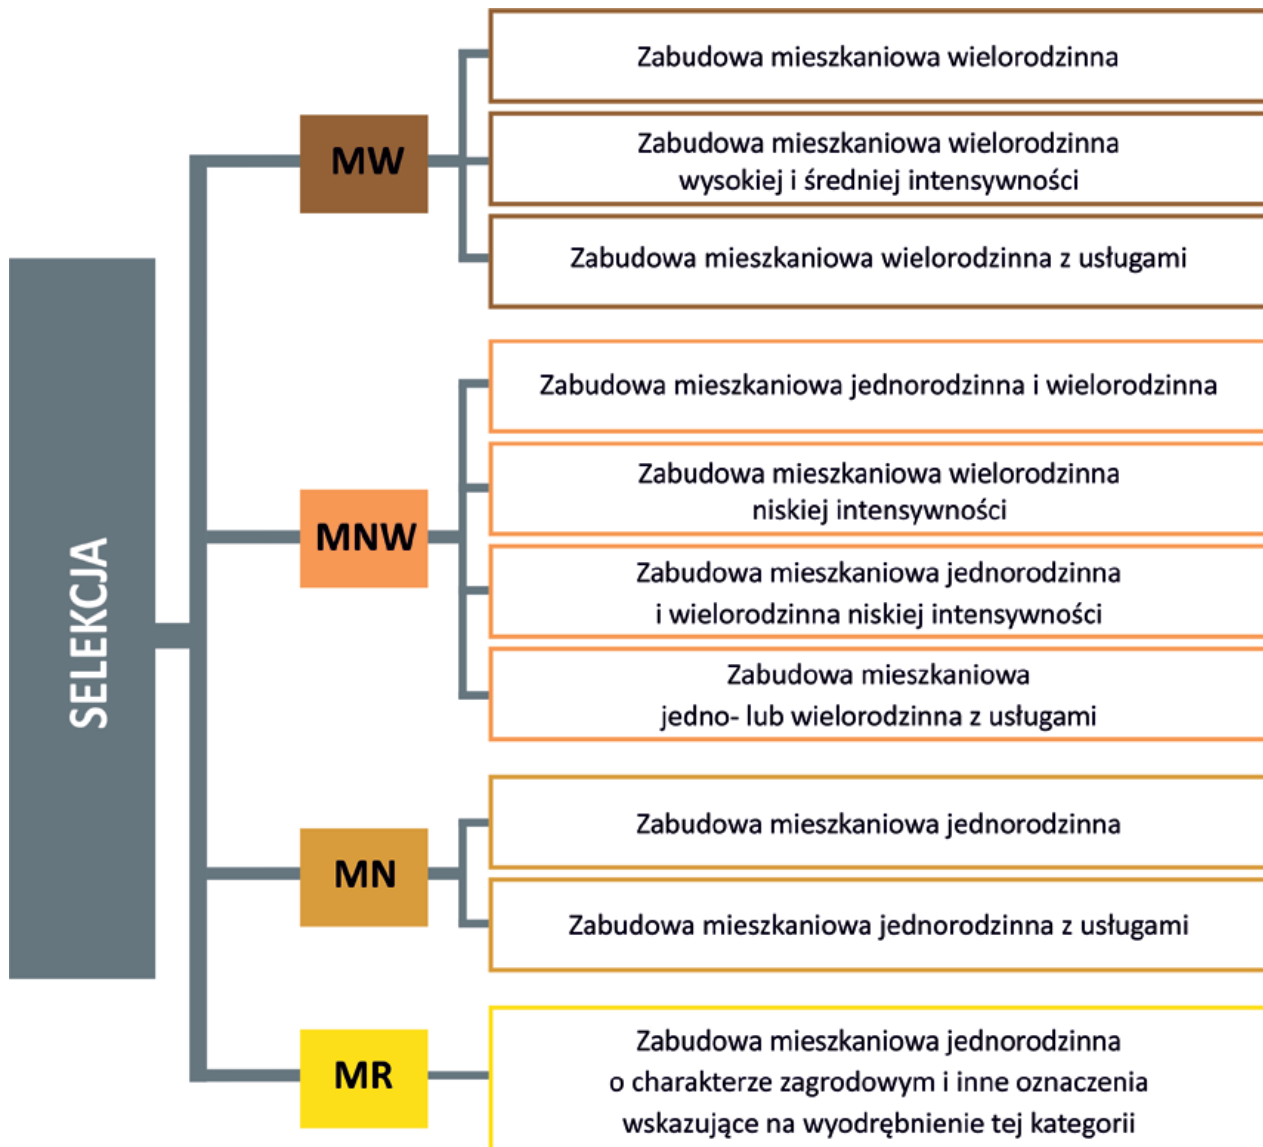 SELEKCJA
MW
Zabudowa mieszkaniowa wielorodzinna
Zabudowa mieszkaniowa wielorodzinna
wysokiej i średniej intensywności
Zabudowa mieszkaniowa wielorodzinna z usługami
MNW
Zabudowa mieszkaniowa jednorodzinna i wielorodzinna
Zabudowa mieszkaniowa wielorodzinna
niskiej intensywności
Zabudowa mieszkaniowa jednorodzinna
i wielorodzinna niskiej intensywności
Zabudowa mieszkaniowa
jedno- lub wielorodzinna z usługami
MN
Zabudowa mieszkaniowa jednorodzinna
Zabudowa mieszkaniowa jednorodzinna z usługami
MR
Zabudowa mieszkaniowa jednorodzinna
o charakterze zagrodowym i inne oznaczenia
wskazujące na wyodrębnienie tej kategorii